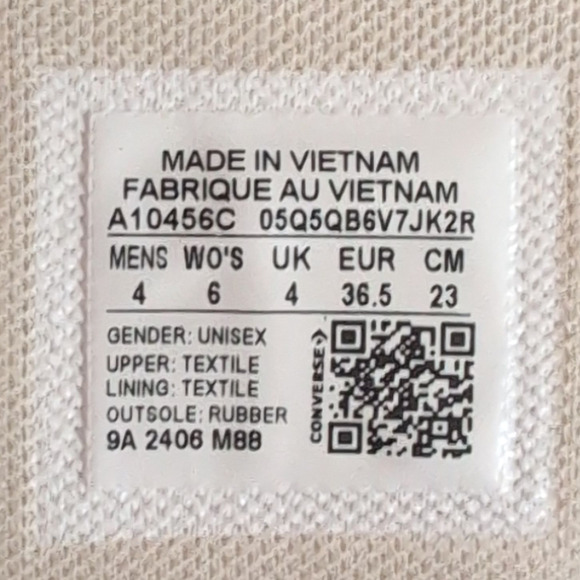 MADE IN VIETNAM
FABRIQUE AU VIETNAM
A10456C 05Q5QB6V7JK2R
MENS WO'S UK EUR CM
4 6 4 36.5 23
GENDER: UNISEX
UPPER: TEXTILE
LINING: TEXTILE
OUTSOLE: RUBBER
9A 2406 M88
CONVERSE